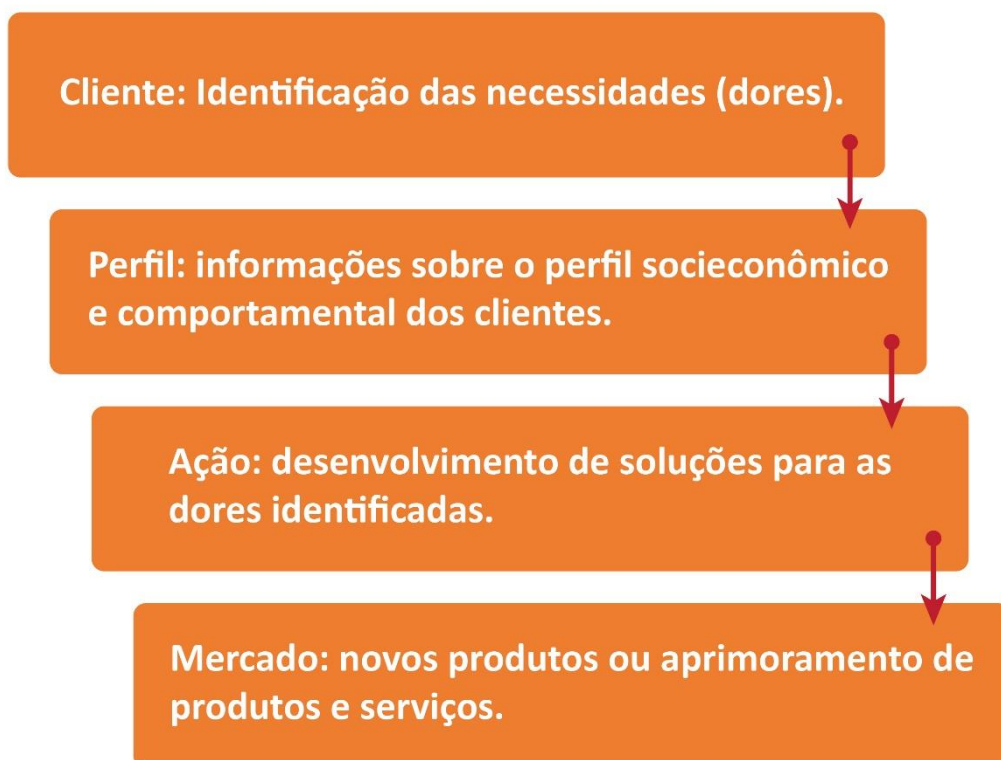 Cliente: Identificação das necessidades (dores).
Perfil: informações sobre o perfil socieconômico
e comportamental dos clientes.
Ação: desenvolvimento de soluções para as
dores identificadas.
Mercado: novos produtos ou aprimoramento de
produtos e serviços.